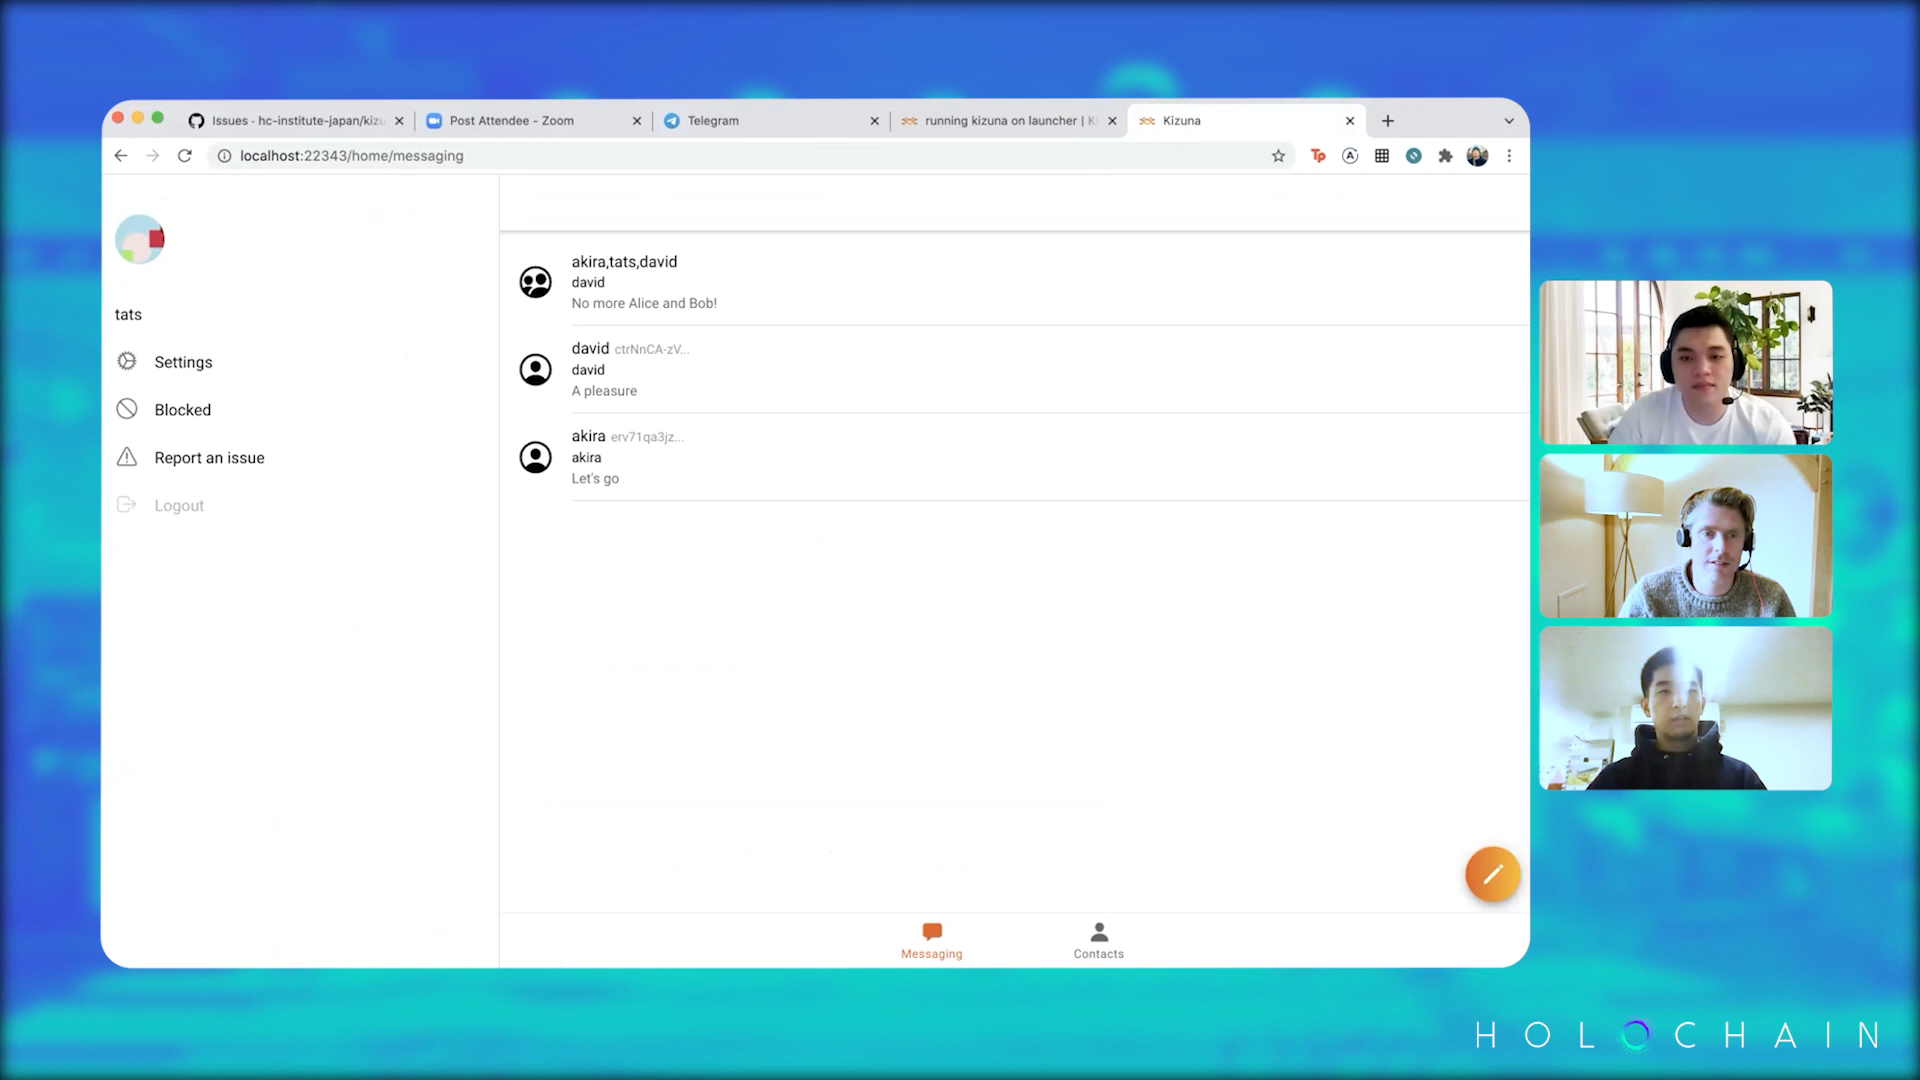 Issues · hc-institute-japan/kizu
Post Attendee - Zoom
Telegram
running kizuna on launcher | Ki
Kizuna
localhost:22343/home/messaging
Tp
A
tats
Settings
Blocked
Report an issue
Logout
akira,tats,david
david
No more Alice and Bob!
david ctrNnCA-zV...
david
A pleasure
akira erv71qa3jz...
akira
Let's go
Messaging
Contacts
HOLOCHAIN